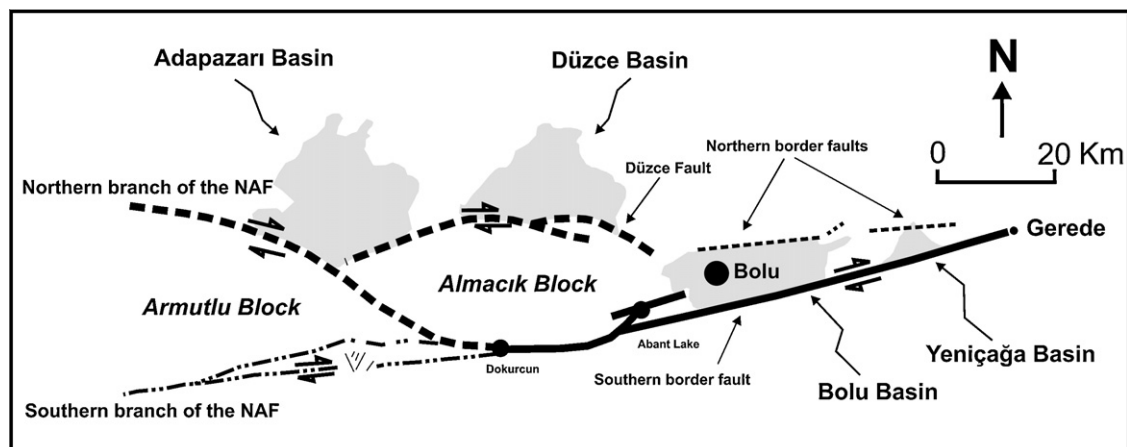 Adapazarı Basin
Düzce Basin
N
0 20 Km
Northern border faults
Düzce Fault
Northern branch of the NAF
Gerede
Bolu
Almacık Block
Armutlu Block
Abant Lake
Dokurcun
Yeniçağa Basin
Southern border fault
Bolu Basin
Southern branch of the NAF